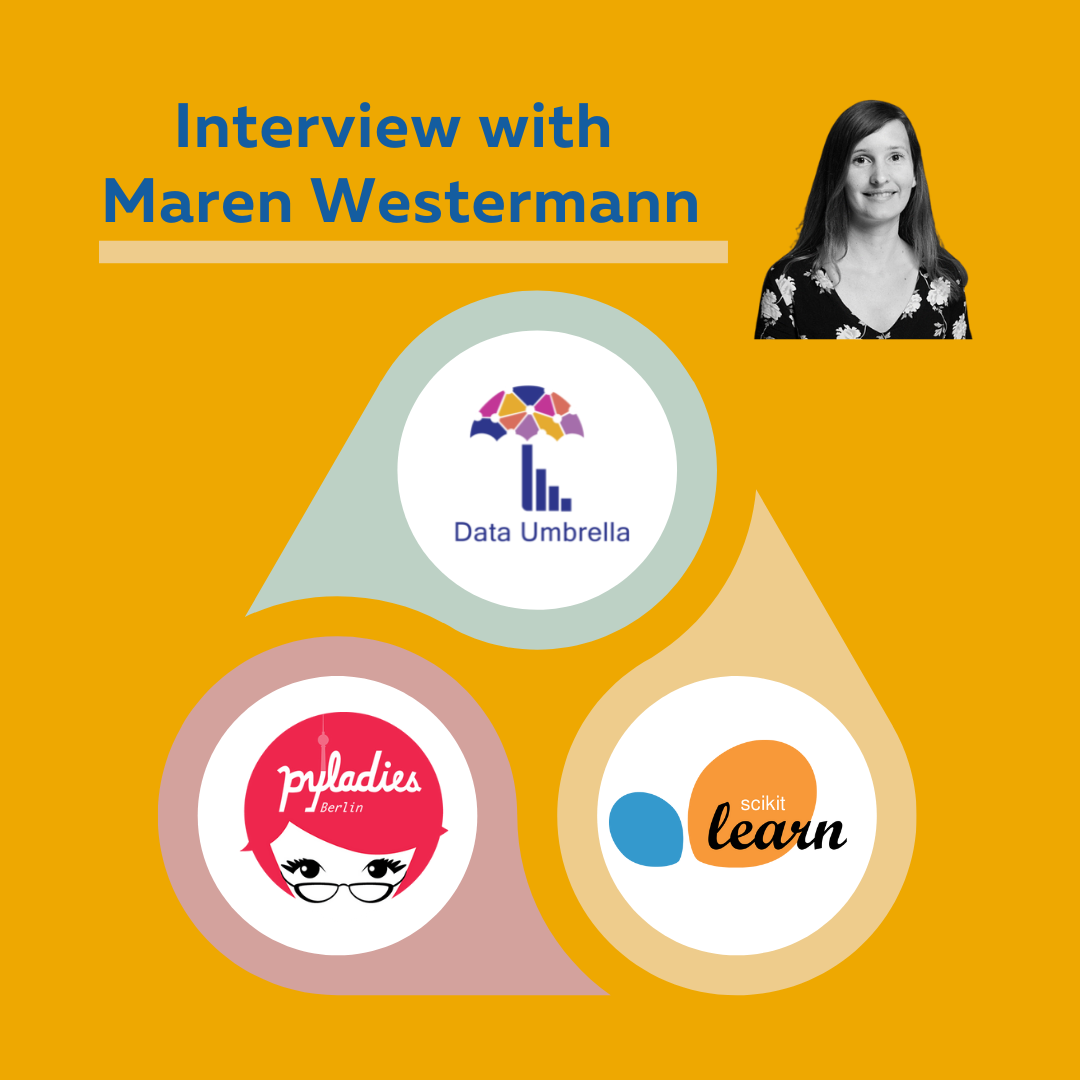 Interview with
Maren Westermann
Data Umbrella
pyladies
Berlin
scikit
learn